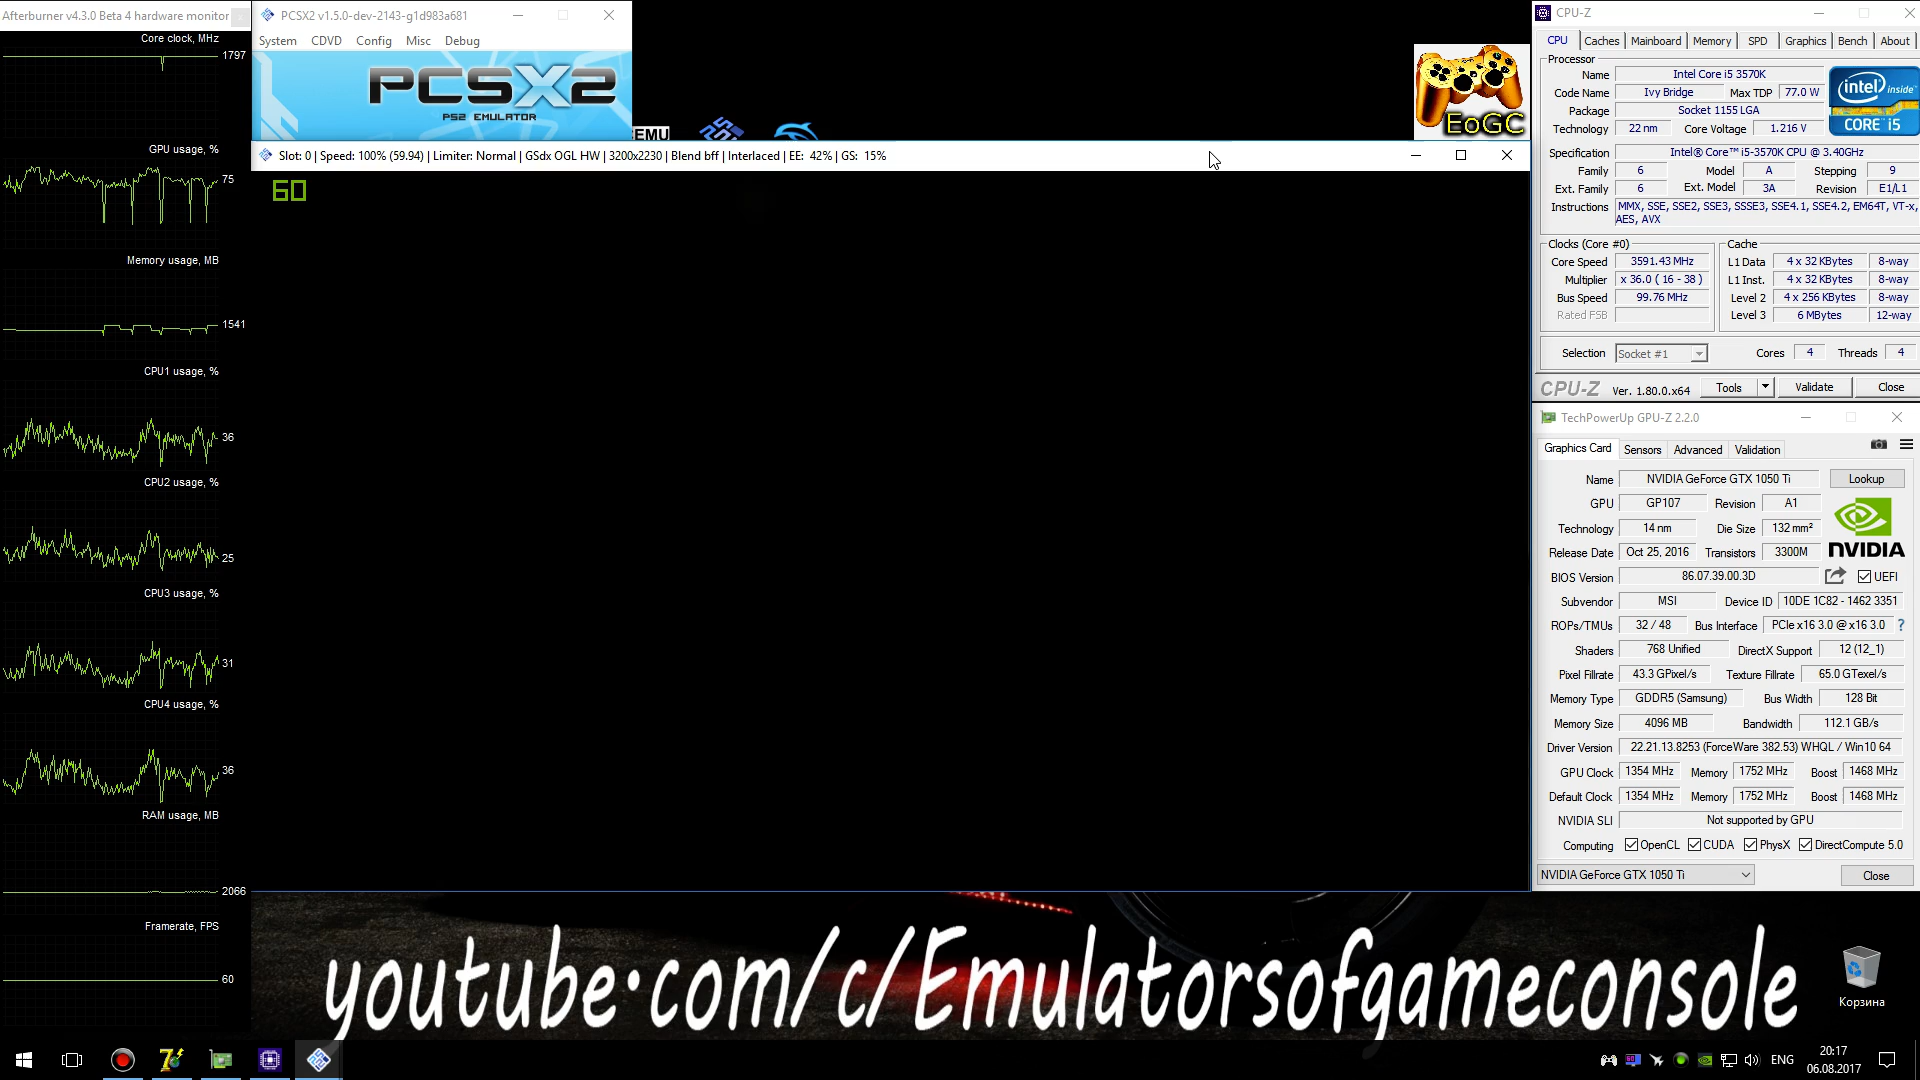 Afterburner v4.3.0 Beta 4 hardware monitor
Core clock, MHz
1797
GPU usage, %
75
Memory usage, MB
1541
CPU1 usage, %
36
CPU2 usage, %
25
CPU3 usage, %
31
CPU4 usage, %
36
RAM usage, MB
2066
Framerate, FPS
60
PCSX2 v1.5.0-dev-2143-g1d983a681
System CDVD Config Misc Debug
PCSX2
PS2 EMULATOR
EMU
EoGC
Slot: 0 | Speed: 100% (59.94) | Limiter: Normal | GSdx OGL HW | 3200x2230 | Blend bff | Interlaced | EE: 42% | GS: 15%
60
CPU-Z
CPU Caches Mainboard Memory SPD Graphics Bench About
Processor
Name Intel Core i5 3570K
Code Name Ivy Bridge Max TDP 77.0 W
Package Socket 1155 LGA
Technology 22 nm Core Voltage 1.216 V
intel inside
CORE i5
Specification Intel® Core™ i5-3570K CPU @ 3.40GHz
Family 6 Model A Stepping 9
Ext. Family 6 Ext. Model 3A Revision E1/L1
Instructions MMX, SSE, SSE2, SSE3, SSSE3, SSE4.1, SSE4.2, EM64T, VT-x,
AES, AVX
Clocks (Core #0)
Core Speed 3591.43 MHz
Multiplier x 36.0 ( 16 - 38 )
Bus Speed 99.76 MHz
Rated FSB
Cache
L1 Data 4 x 32 KBytes 8-way
L1 Inst. 4 x 32 KBytes 8-way
Level 2 4 x 256 KBytes 8-way
Level 3 6 MBytes 12-way
Selection Socket #1 Cores 4 Threads 4
CPU-Z Ver. 1.80.0.x64 Tools Validate Close
TechPowerUp GPU-Z 2.2.0
Graphics Card Sensors Advanced Validation
Name NVIDIA GeForce GTX 1050 Ti Lookup
GPU GP107 Revision A1
Technology 14 nm Die Size 132 mm²
Release Date Oct 25, 2016 Transistors 3300M
NVIDIA
BIOS Version 86.07.39.00.3D UEFI
Subvendor MSI Device ID 10DE 1C82 - 1462 3351
ROPs/TMUs 32 / 48 Bus Interface PCIe x16 3.0 @ x16 3.0 ?
Shaders 768 Unified DirectX Support 12 (12_1)
Pixel Fillrate 43.3 GPixel/s Texture Fillrate 65.0 GTexel/s
Memory Type GDDR5 (Samsung) Bus Width 128 Bit
Memory Size 4096 MB Bandwidth 112.1 GB/s
Driver Version 22.21.13.8253 (ForceWare 382.53) WHQL / Win10 64
GPU Clock 1354 MHz Memory 1752 MHz Boost 1468 MHz
Default Clock 1354 MHz Memory 1752 MHz Boost 1468 MHz
NVIDIA SLI Not supported by GPU
Computing OpenCL CUDA PhysX DirectCompute 5.0
NVIDIA GeForce GTX 1050 Ti Close
youtube.com/c/Emulatorsofgameconsole
Корзина
ENG
20:17
06.08.2017